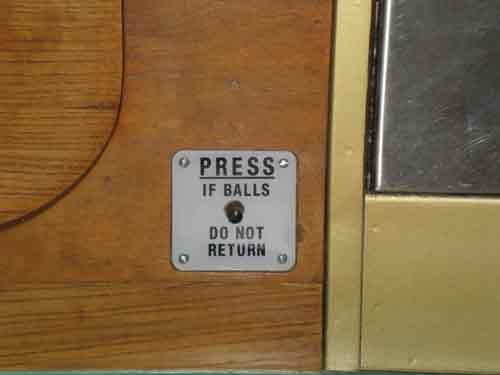 PRESS
IF BALLS
DO NOT
RETURN